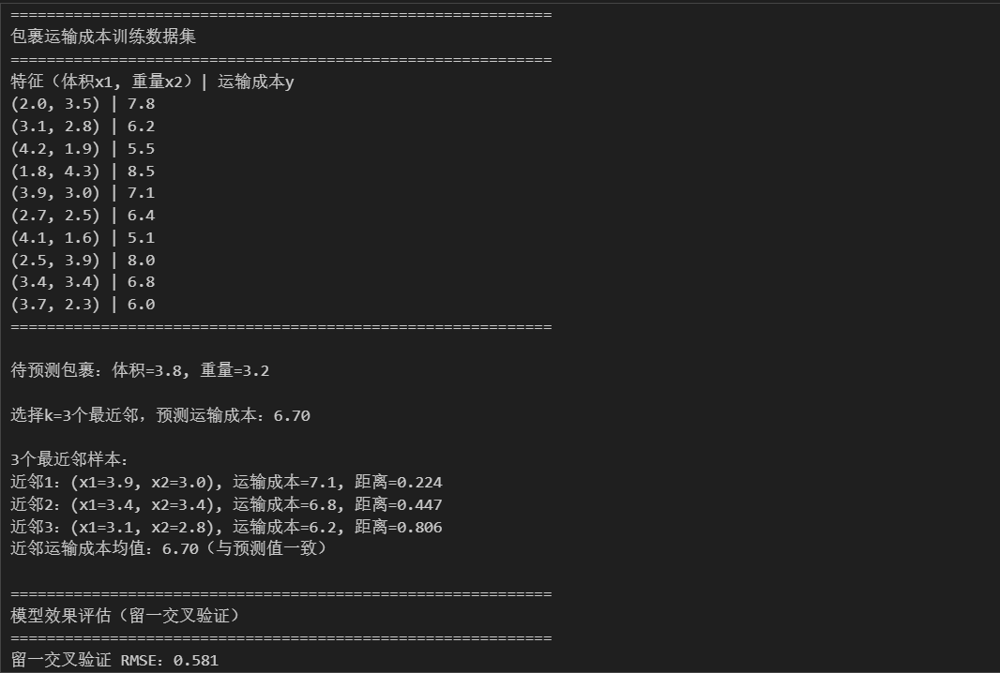 ============================================================
包裹运输成本训练数据集
============================================================
特征（体积x1, 重量x2）| 运输成本y
(2.0, 3.5) | 7.8
(3.1, 2.8) | 6.2
(4.2, 1.9) | 5.5
(1.8, 4.3) | 8.5
(3.9, 3.0) | 7.1
(2.7, 2.5) | 6.4
(4.1, 1.6) | 5.1
(2.5, 3.9) | 8.0
(3.4, 3.4) | 6.8
(3.7, 2.3) | 6.0
============================================================
待预测包裹：体积=3.8, 重量=3.2
选择k=3个最近邻，预测运输成本：6.70
3个最近邻样本：
近邻1：(x1=3.9, x2=3.0), 运输成本=7.1, 距离=0.224
近邻2：(x1=3.4, x2=3.4), 运输成本=6.8, 距离=0.447
近邻3：(x1=3.1, x2=2.8), 运输成本=6.2, 距离=0.806
近邻运输成本均值：6.70（与预测值一致）
============================================================
模型效果评估（留一交叉验证）
============================================================
留一交叉验证 RMSE：0.581